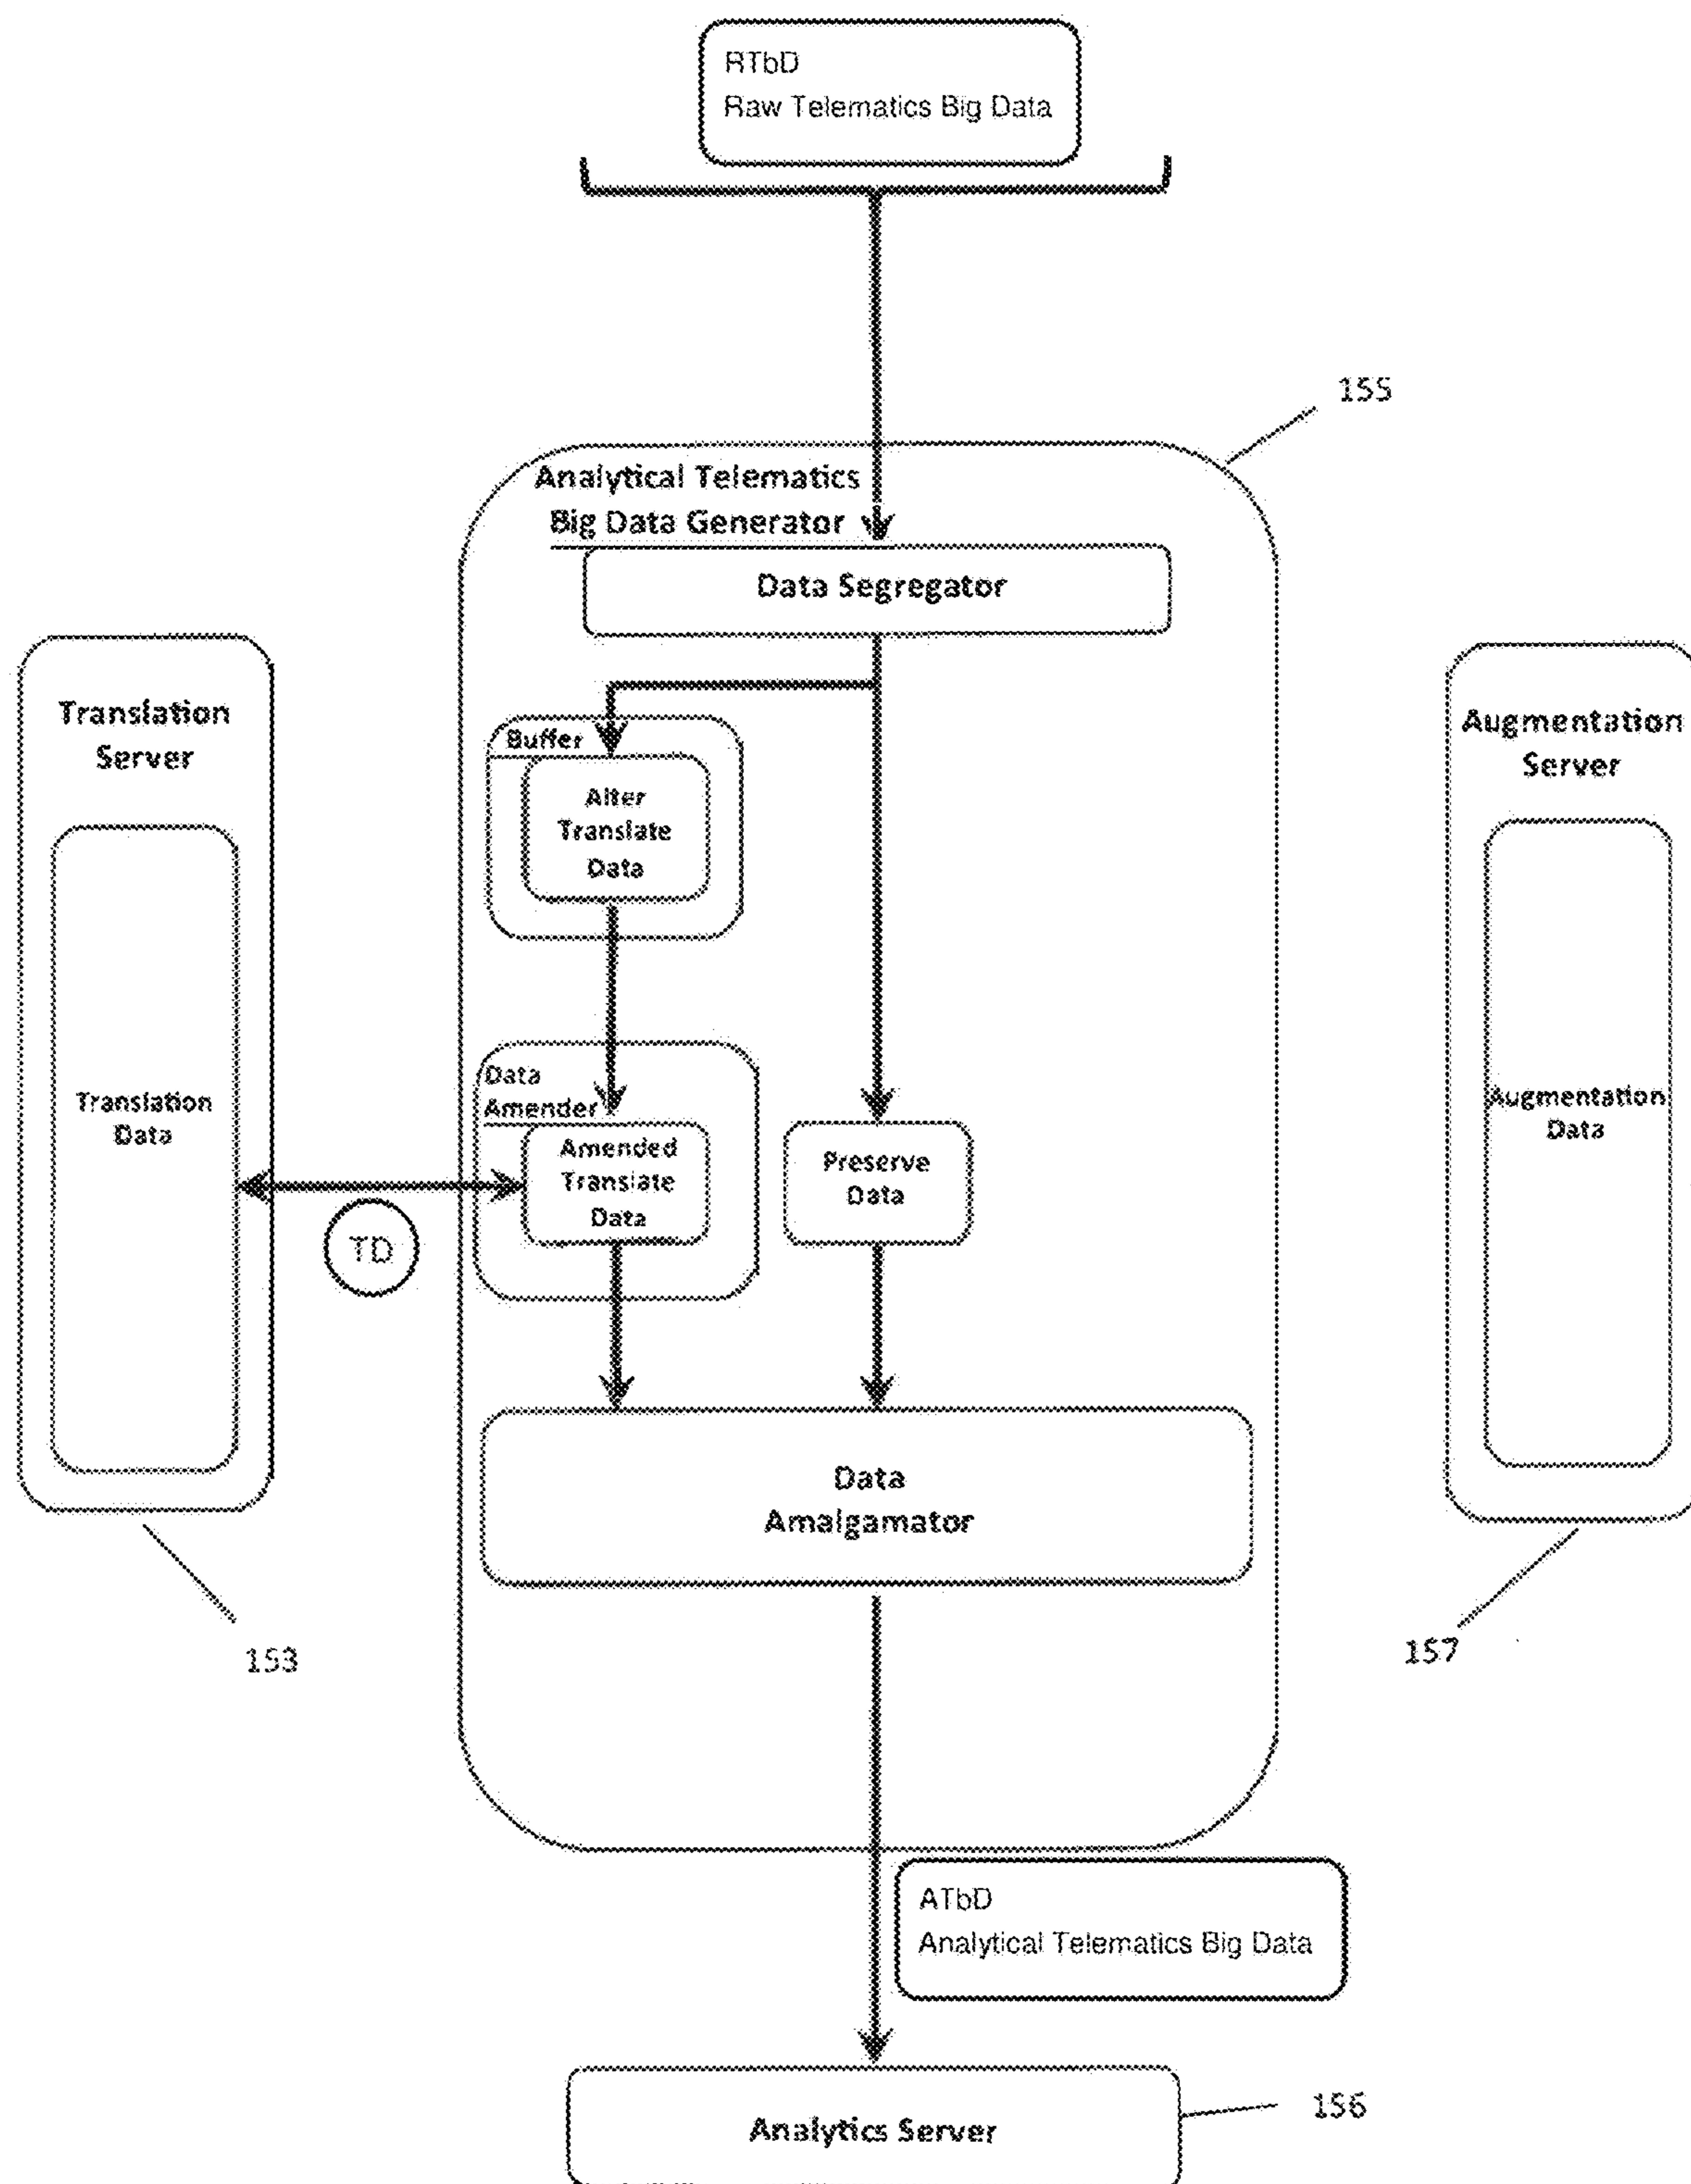 RTbD
Raw Telematics Big Data
155
Analytical Telematics
Big Data Generator
Data Segregator
Translation
Server
Augmentation
Server
Buffer
Alter
Translate
Data
Data
Amender
Translation
Data
Augmentation
Data
Amended
Translate
Data
Preserve
Data
TD
Data
Amalgamator
153
157
ATbD
Analytical Telematics Big Data
156
Analytics Server